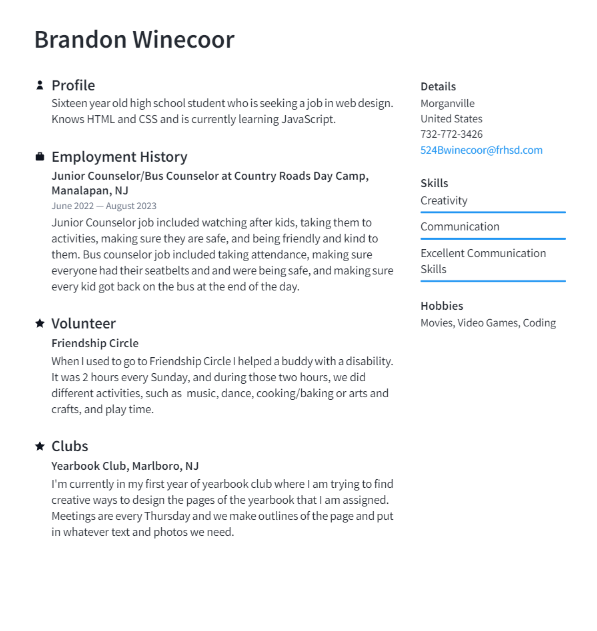 Brandon Winecoor
Profile
Sixteen year old high school student who is seeking a job in web design.
Knows HTML and CSS and is currently learning JavaScript.
Employment History
Junior Counselor/Bus Counselor at Country Roads Day Camp,
Manalapan, NJ
June 2022 — August 2023
Junior Counselor job included watching after kids, taking them to
activities, making sure they are safe, and being friendly and kind to
them. Bus counselor job included taking attendance, making sure
everyone had their seatbelts and and were being safe, and making sure
every kid got back on the bus at the end of the day.
Volunteer
Friendship Circle
When I used to go to Friendship Circle I helped a buddy with a disability.
It was 2 hours every Sunday, and during those two hours, we did
different activities, such as  music, dance, cooking/baking or arts and
crafts, and play time.
Clubs
Yearbook Club, Marlboro, NJ
I'm currently in my first year of yearbook club where I am trying to find
creative ways to design the pages of the yearbook that I am assigned.
Meetings are every Thursday and we make outlines of the page and put
in whatever text and photos we need.
Details
Morganville
United States
732-772-3426
524Bwinecoor@frhsd.com
Skills
Creativity
Communication
Excellent Communication
Skills
Hobbies
Movies, Video Games, Coding